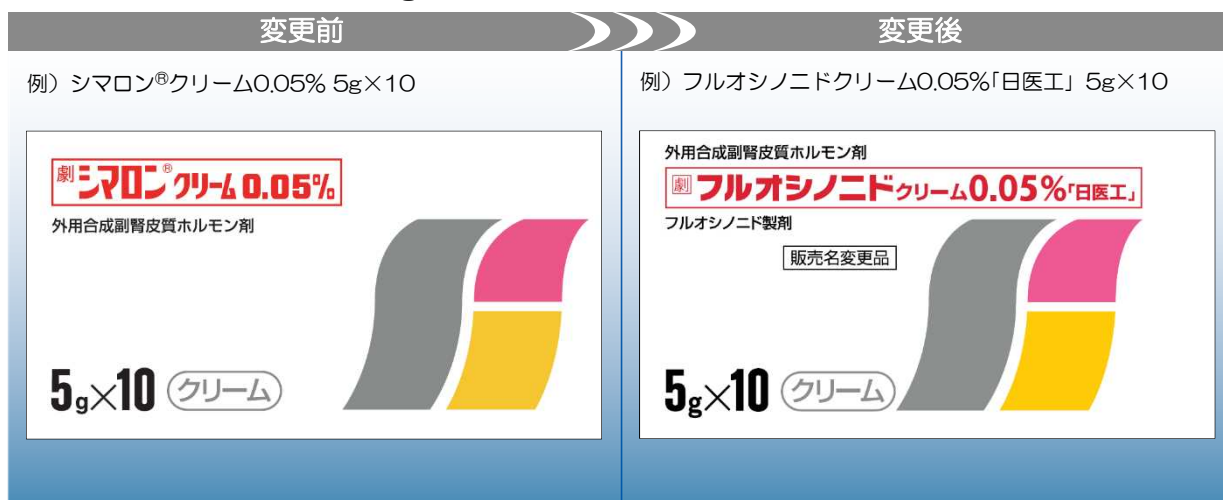 変更前
変更後
例）シマロン®クリーム0.05% 5g×10
例）フルオシノニドクリーム0.05%「日医工」 5g×10
劇 シマロン®クリーム 0.05%
外用合成副腎皮質ホルモン剤
5g×10 クリーム
外用合成副腎皮質ホルモン剤
劇 フルオシノニドクリーム0.05%「日医工」
フルオシノニド製剤
販売名変更品
5g×10 クリーム